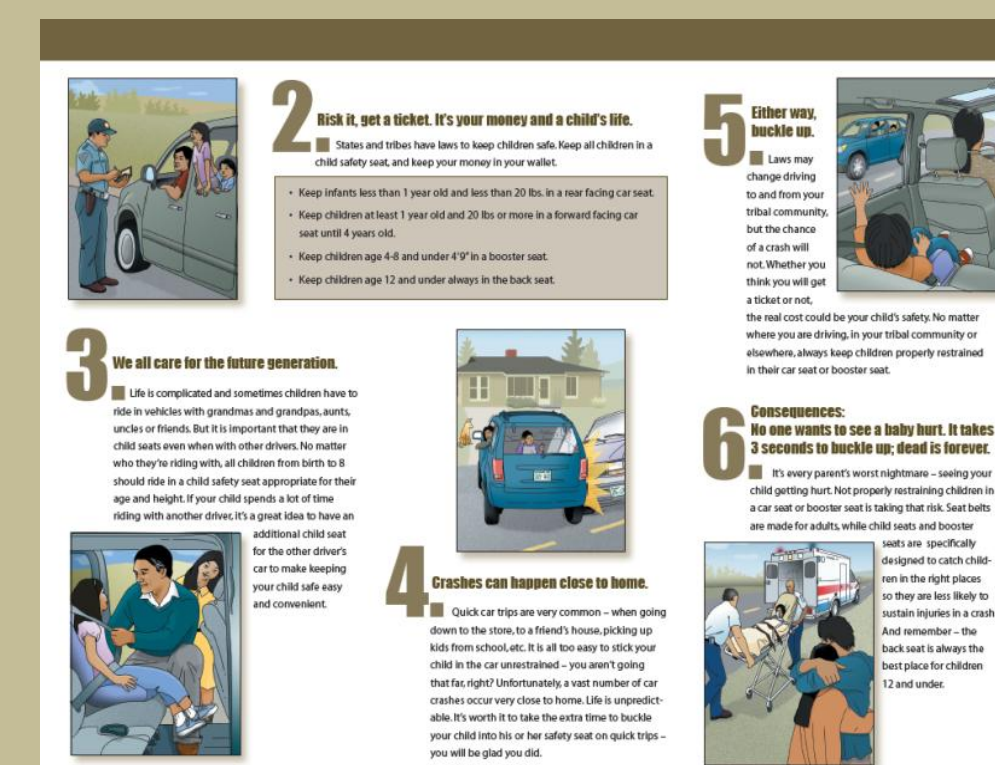 2.
Risk it, get a ticket. It's your money and a child's life.
States and tribes have laws to keep children safe. Keep all children in a
child safety seat, and keep your money in your wallet.
• Keep infants less than 1 year old and less than 20 lbs. in a rear facing car seat.
• Keep children at least 1 year old and 20 lbs or more in a forward facing car
seat until 4 years old.
• Keep children age 4-8 and under 4'9" in a booster seat.
• Keep children age 12 and under always in the back seat.
3.
We all care for the future generation.
Life is complicated and sometimes children have to
ride in vehicles with grandmas and grandpas, aunts,
uncles or friends. But it is important that they are in
child seats even when with other drivers. No matter
who they're riding with, all children from birth to 8
should ride in a child safety seat appropriate for their
age and height. If your child spends a lot of time
riding with another driver, it's a great idea to have an
additional child seat
for the other driver's
car to make keeping
your child safe easy
and convenient.
4.
Crashes can happen close to home.
Quick car trips are very common – when going
down to the store, to a friend's house, picking up
kids from school, etc. It is all too easy to stick your
child in the car unrestrained – you aren't going
that far, right? Unfortunately, a vast number of car
crashes occur very close to home. Life is unpredict-
able. It's worth it to take the extra time to buckle
your child into his or her safety seat on quick trips –
you will be glad you did.
5.
Either way,
buckle up.
Laws may
change driving
to and from your
tribal community,
but the chance
of a crash will
not. Whether you
think you will get
a ticket or not,
the real cost could be your child's safety. No matter
where you are driving, in your tribal community or
elsewhere, always keep children properly restrained
in their car seat or booster seat.
6.
Consequences:
No one wants to see a baby hurt. It takes
3 seconds to buckle up; dead is forever.
It's every parent's worst nightmare – seeing your
child getting hurt. Not properly restraining children in
a car seat or booster seat is taking that risk. Seat belts
are made for adults, while child seats and booster
seats are specifically
designed to catch child-
ren in the right places
so they are less likely to
sustain injuries in a crash
And remember – the
back seat is always the
best place for children
12 and under.